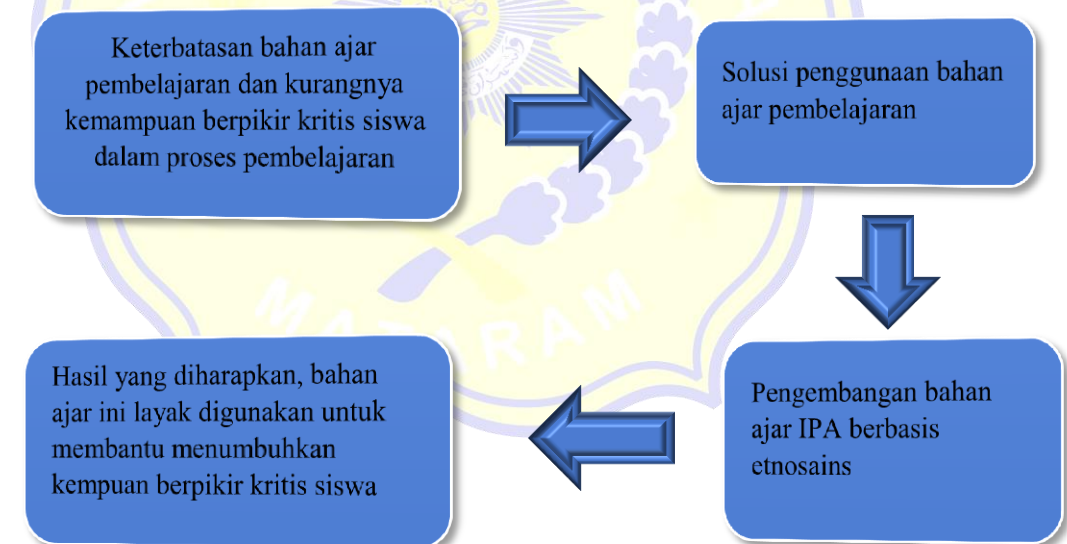 Keterbatasan bahan ajar
pembelajaran dan kurangnya
kemampuan berpikir kritis siswa
dalam proses pembelajaran
Solusi penggunaan bahan
ajar pembelajaran
Pengembangan bahan
ajar IPA berbasis
etnosains
Hasil yang diharapkan, bahan
ajar ini layak digunakan untuk
membantu menumbuhkan
kempuan berpikir kritis siswa
MATARAM